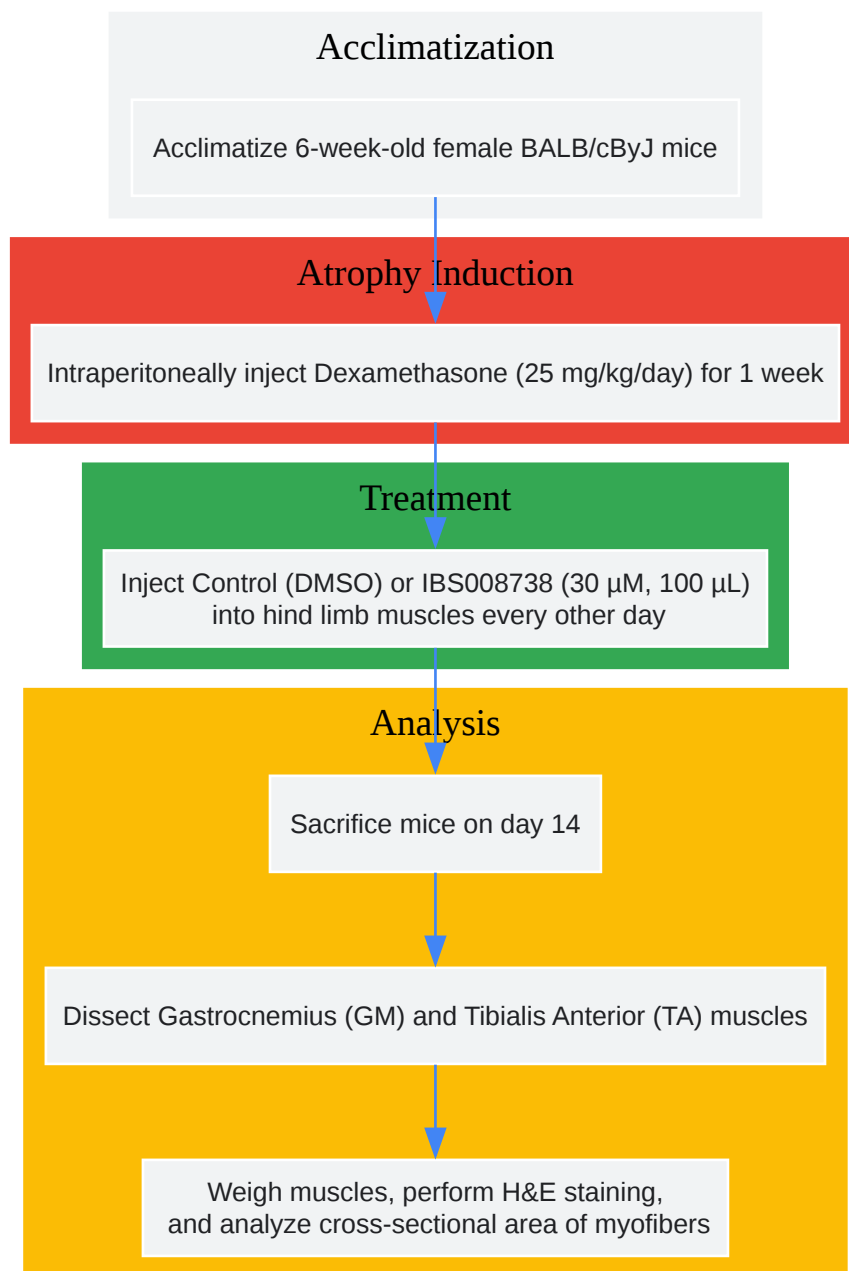 Acclimatization
Acclimatize 6-week-old female BALB/cByJ mice
Atrophy Induction
Intraperitoneally inject Dexamethasone (25 mg/kg/day) for 1 week
Treatment
Inject Control (DMSO) or IBS008738 (30 µM, 100 µL)
into hind limb muscles every other day
Analysis
Sacrifice mice on day 14
Dissect Gastrocnemius (GM) and Tibialis Anterior (TA) muscles
Weigh muscles, perform H&E staining,
and analyze cross-sectional area of myofibers